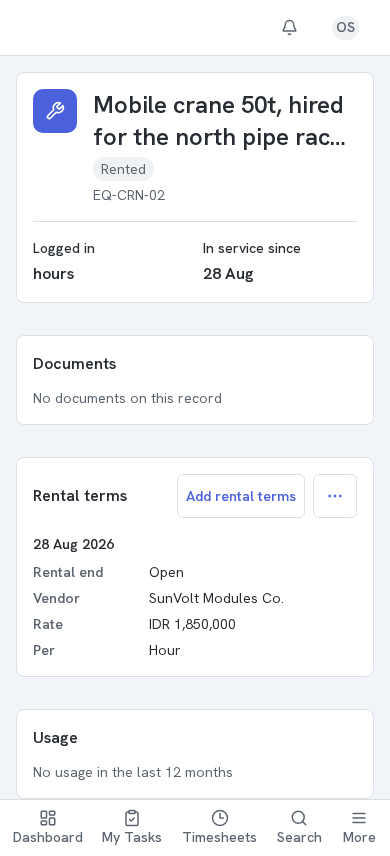 OS
Mobile crane 50t, hired
for the north pipe rac...
Rented
EQ-CRN-02
Logged in
In service since
hours
28 Aug
Documents
No documents on this record
Rental terms
Add rental terms
28 Aug 2026
Rental end Open
Vendor SunVolt Modules Co.
Rate IDR 1,850,000
Per Hour
Usage
No usage in the last 12 months
Dashboard My Tasks Timesheets Search More